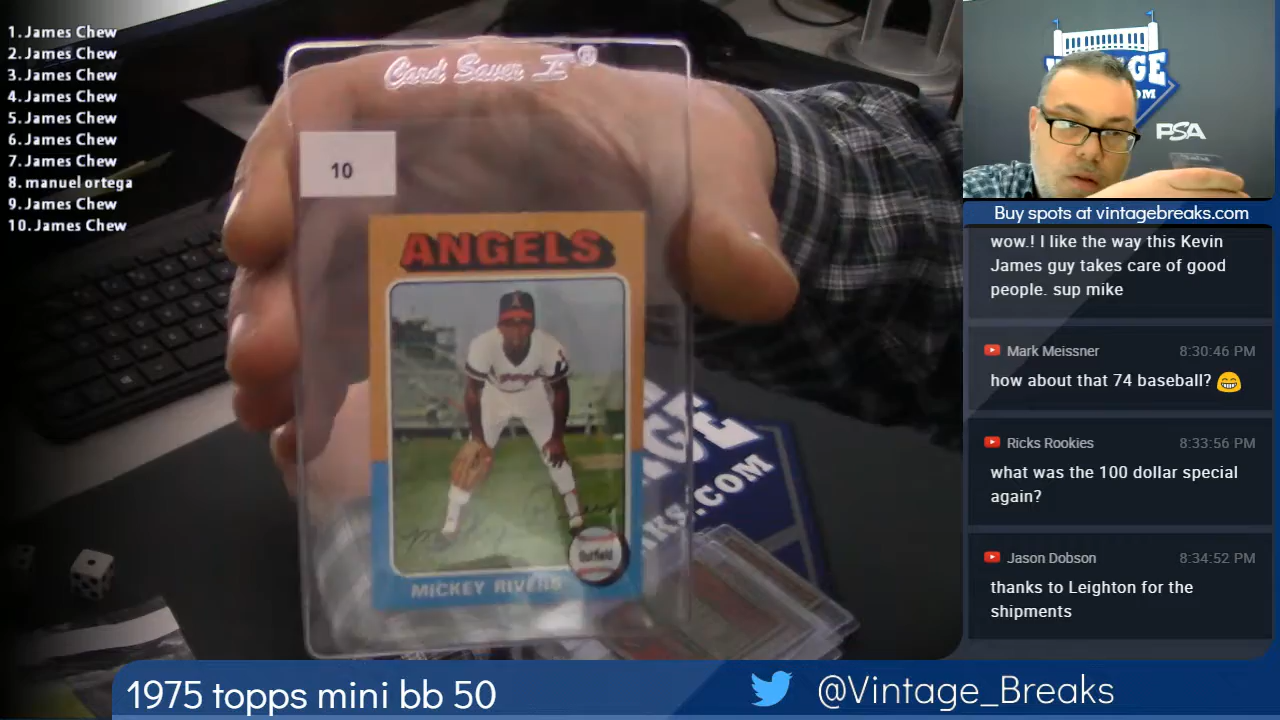 1. James Chew
2. James Chew
3. James Chew
4. James Chew
5. James Chew
6. James Chew
7. James Chew
8. manuel ortega
9. James Chew
10. James Chew
Card Saver II®
10
ANGELS
Outfield
MICKEY RIVERS
.COM
PSA
Buy spots at vintagebreaks.com
wow.! I like the way this Kevin
James guy takes care of good
people. sup mike
Mark Meissner 8:30:46 PM
how about that 74 baseball? 😁
Ricks Rookies 8:33:56 PM
what was the 100 dollar special
again?
Jason Dobson 8:34:52 PM
thanks to Leighton for the
shipments
1975 topps mini bb 50
@Vintage_Breaks